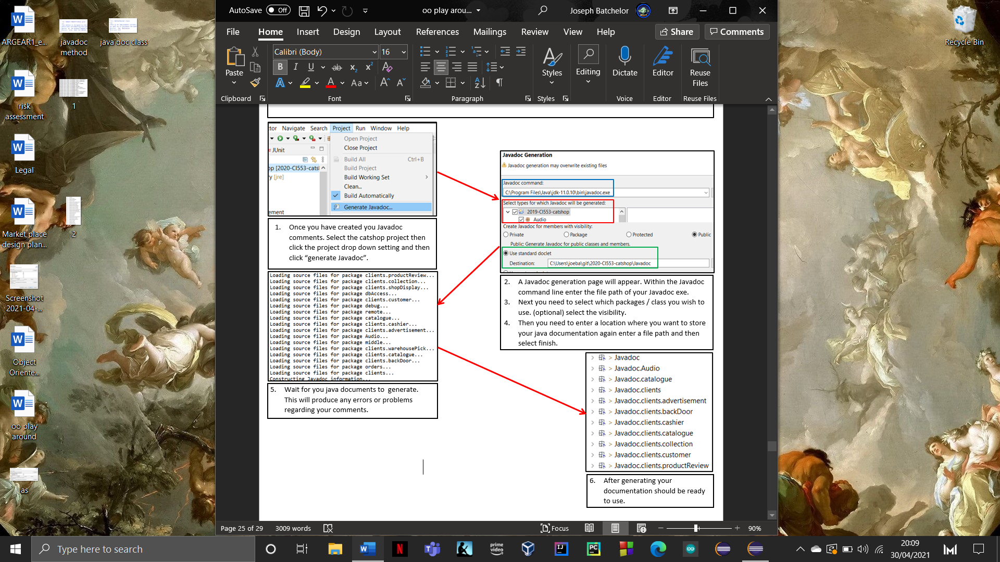 ARGEAR1_e...
javadoc method
java doc class
risk assessment
1
Legal
Market place design plan...
2
Screenshot 2021-04-...
Object Oriente...
oo play around
as
Recycle Bin
AutoSave Off
oo play arou...
Joseph Batchelor
File Home Insert Design Layout References Mailings Review View Help
Share Comments
Paste
Calibri (Body) 16
Styles Editing Dictate Editor Reuse Files
Clipboard Font Paragraph Styles Voice Editor Reuse Files
tor Navigate Search Project Run Window Help
Open Project
Close Project
Build All Ctrl+B
Build Project
Build Working Set
Clean...
Build Automatically
Generate Javadoc...
JUnit
op [2020-CI553-catsl
ry [jre]
ement
1. Once you have created you Javadoc
comments. Select the catshop project then
click the project drop down setting and then
click “generate Javadoc”.
Javadoc Generation
Javadoc generation may overwrite existing files
Javadoc command:
C:\Program Files\Java\jdk-11.0.10\bin\javadoc.exe
Select types for which Javadoc will be generated:
2019-CI553-catshop
Audio
Create Javadoc for members with visibility:
Private Package Protected Public
Public: Generate Javadoc for public classes and members.
Use standard doclet
Destination: C:\Users\joeba\git\2020-CI553-catshop\Javadoc
2. A Javadoc generation page will appear. Within the Javadoc
command line enter the file path of your Javadoc exe.
3. Next you need to select which packages / class you wish to
use. (optional) select the visibility.
4. Then you need to enter a location where you want to store
your java documentation again enter a file path and then
select finish.
Loading source files for package clients.productReview...
Loading source files for package clients.collection...
Loading source files for package clients.shopDisplay...
Loading source files for package dbAccess...
Loading source files for package clients.customer...
Loading source files for package debug...
Loading source files for package remote...
Loading source files for package catalogue...
Loading source files for package clients.cashier...
Loading source files for package clients.advertisement...
Loading source files for package Audio...
Loading source files for package middle...
Loading source files for package clients.warehousePick...
Loading source files for package clients.catalogue...
Loading source files for package clients.backDoor...
Loading source files for package orders...
Loading source files for package clients...
Constructing Javadoc information...
5. Wait for you java documents to generate.
This will produce any errors or problems
regarding your comments.
> Javadoc
> Javadoc.Audio
> Javadoc.catalogue
> Javadoc.clients
> Javadoc.clients.advertisement
> Javadoc.clients.backDoor
> Javadoc.clients.cashier
> Javadoc.clients.catalogue
> Javadoc.clients.collection
> Javadoc.clients.customer
> Javadoc.clients.productReview
6. After generating your
documentation should be ready
to use.
Page 25 of 29 3009 words Focus 90%
Type here to search
prime video
20:09
30/04/2021